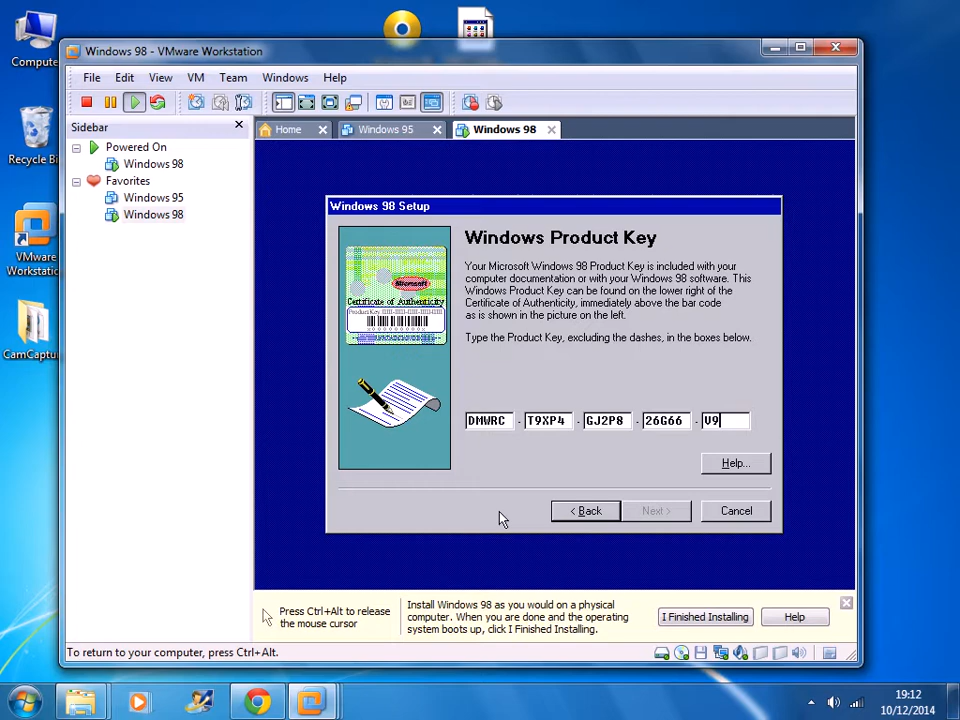 Computer
Recycle Bi
VMware
Workstatio
CamCaptu
Windows 98 - VMware Workstation
File Edit View VM Team Windows Help
Sidebar
Powered On
Windows 98
Favorites
Windows 95
Windows 98
Home
Windows 95
Windows 98
Windows 98 Setup
Microsoft
Certificate of Authenticity
Windows Product Key
Your Microsoft Windows 98 Product Key is included with your
computer documentation or with your Windows 98 software. This
Windows Product Key can be found on the lower right of the
Certificate of Authenticity, immediately above the bar code
as is shown in the picture on the left.
Type the Product Key, excluding the dashes, in the boxes below.
DMWRC - T9XP4 - GJ2P8 - 26G66 - V9
Help...
< Back Next > Cancel
Press Ctrl+Alt to release
the mouse cursor
Install Windows 98 as you would on a physical
computer. When you are done and the operating
system boots up, click I Finished Installing.
I Finished Installing
Help
To return to your computer, press Ctrl+Alt.
19:12
10/12/2014